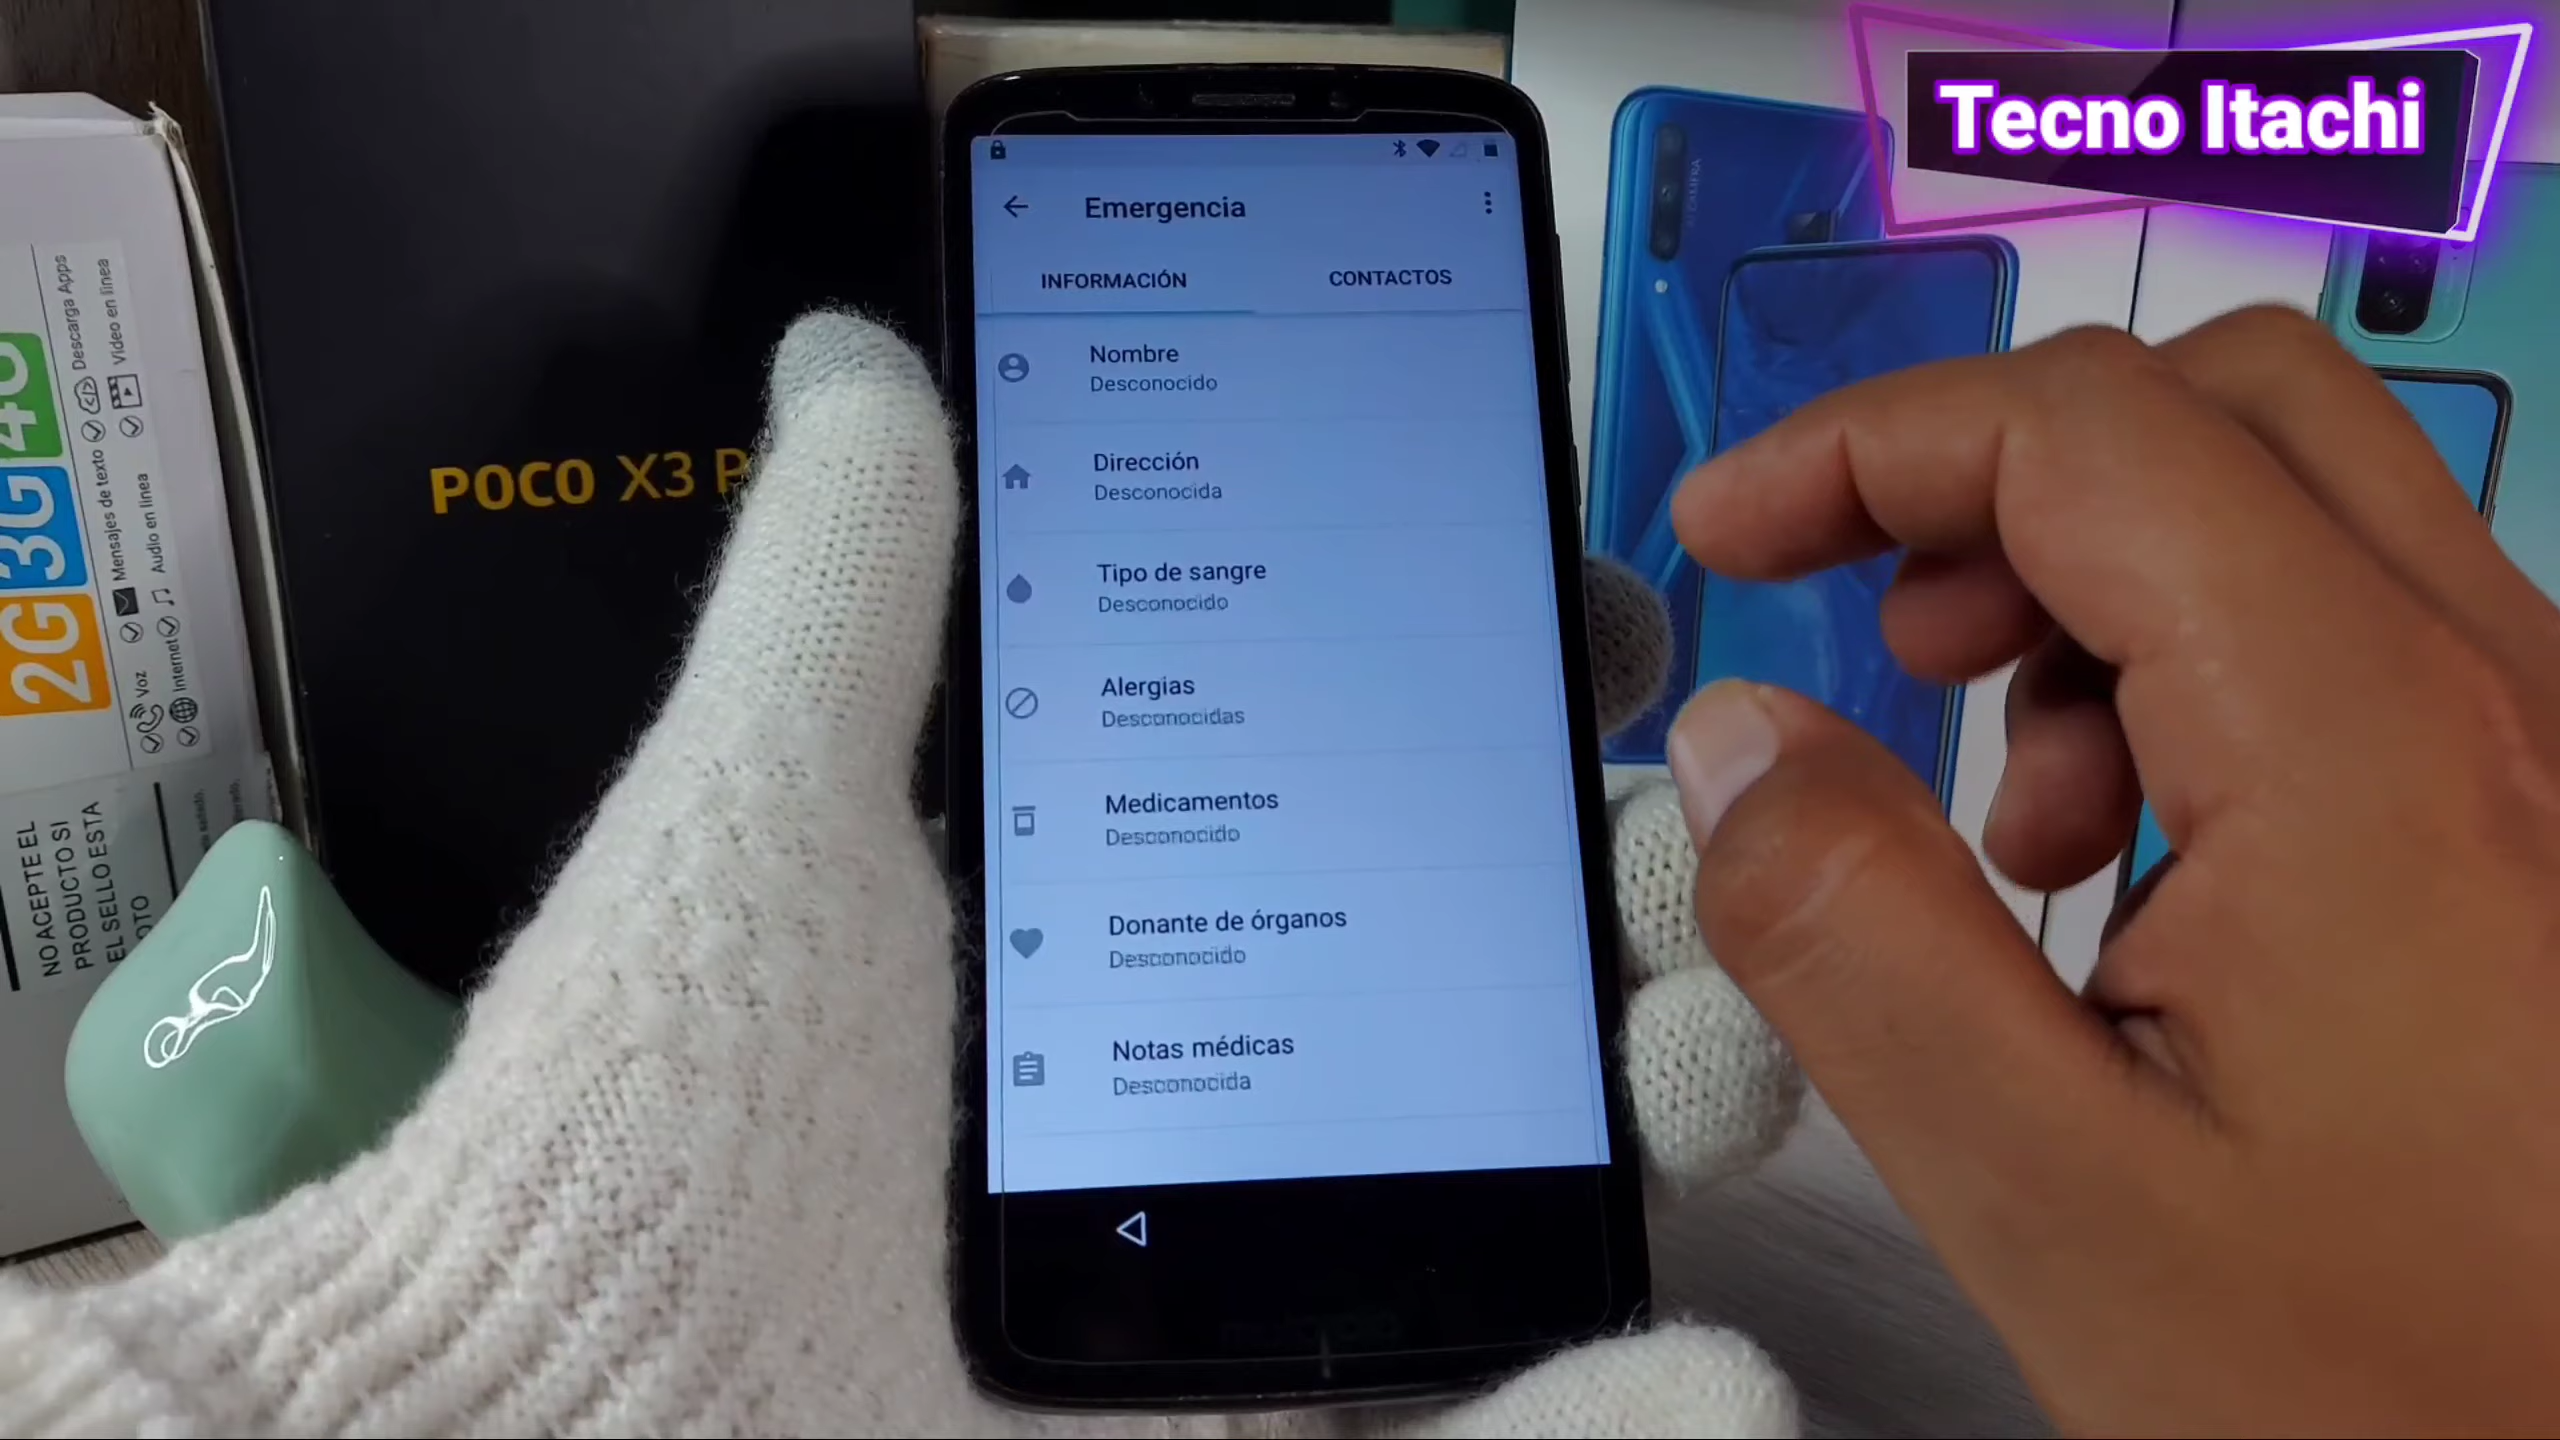 Tecno Itachi
Emergencia
INFORMACIÓN
CONTACTOS
Nombre
Desconocido
Dirección
Desconocida
Tipo de sangre
Desconocido
Alergias
Desconocidas
Medicamentos
Desconocido
Donante de órganos
Desconocido
Notas médicas
Desconocida
POCO X3 P
2G 3G 4G
Voz
Mensajes de texto
Descarga Apps
Internet
Audio en linea
Video en linea
NO ACEPTE EL
PRODUCTO SI
EL SELLO ESTA